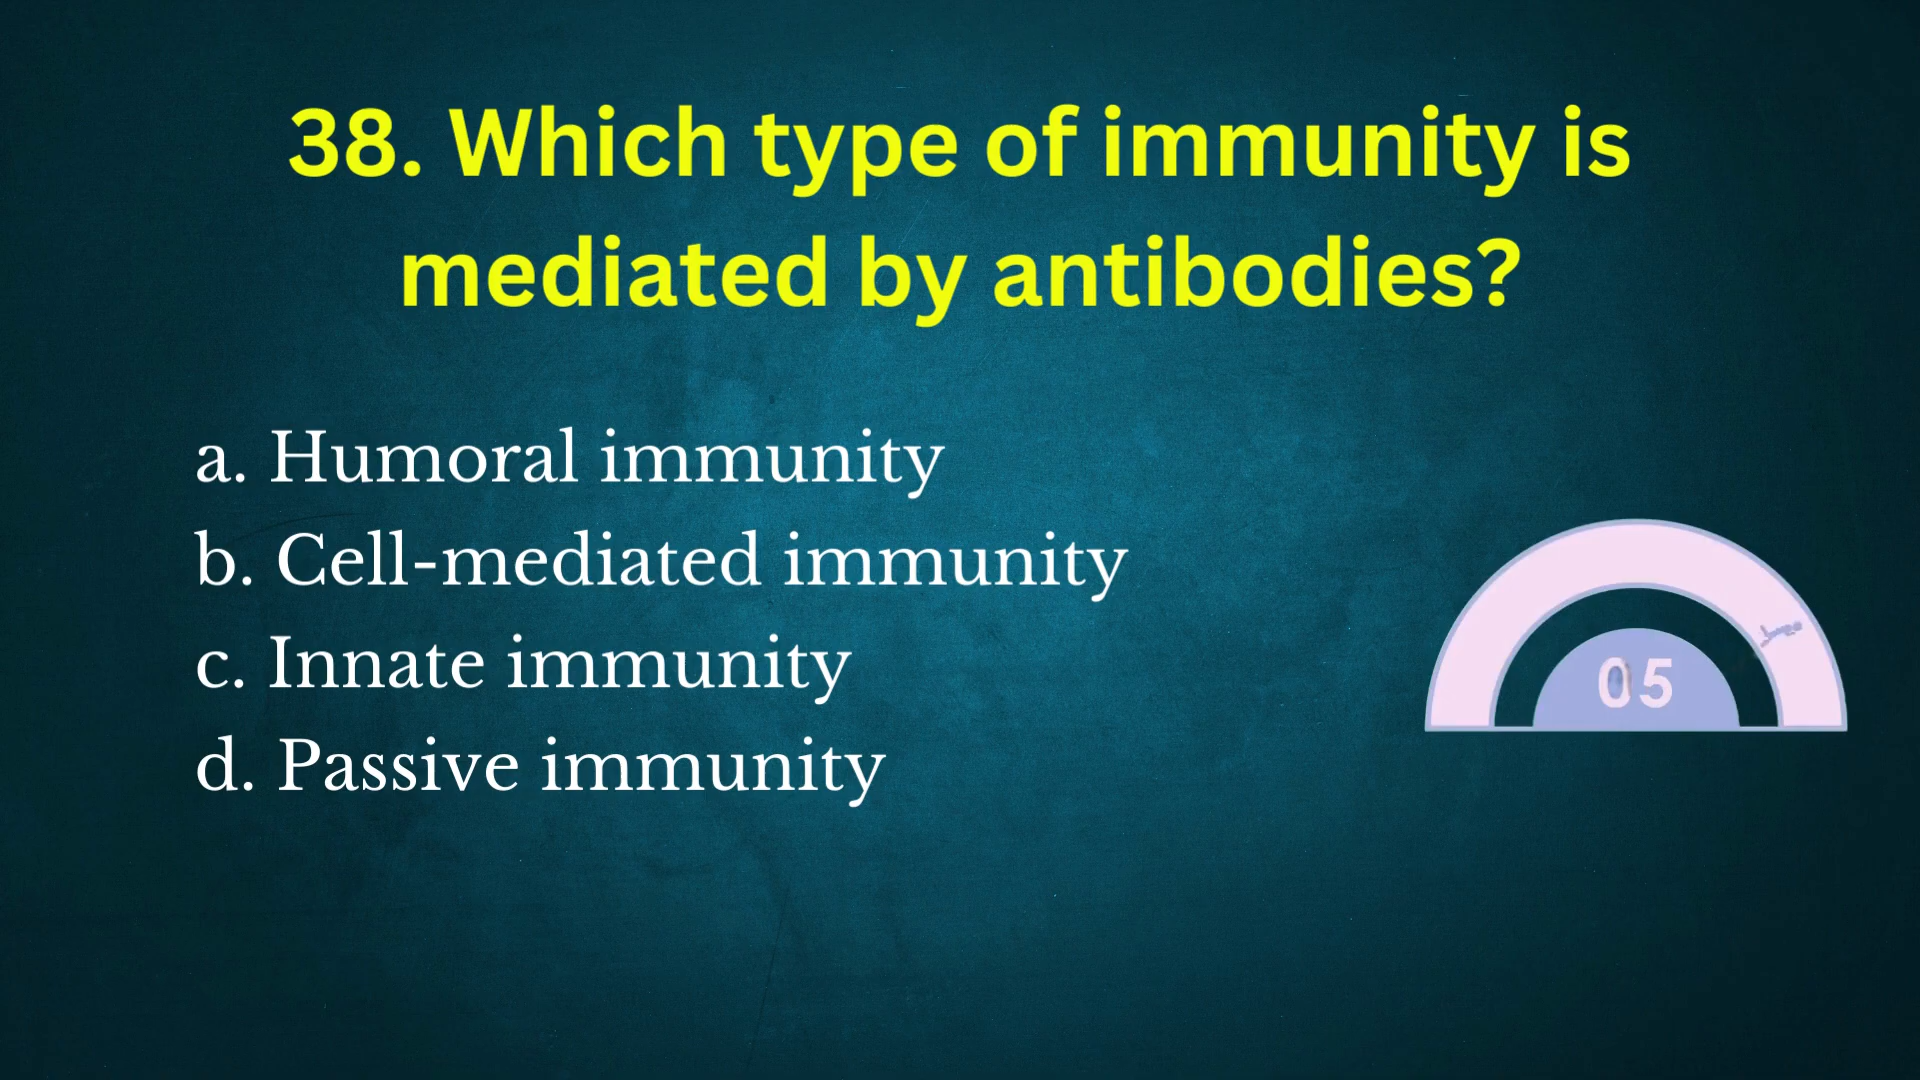 38. Which type of immunity is
mediated by antibodies?
a. Humoral immunity
b. Cell-mediated immunity
c. Innate immunity
d. Passive immunity
05